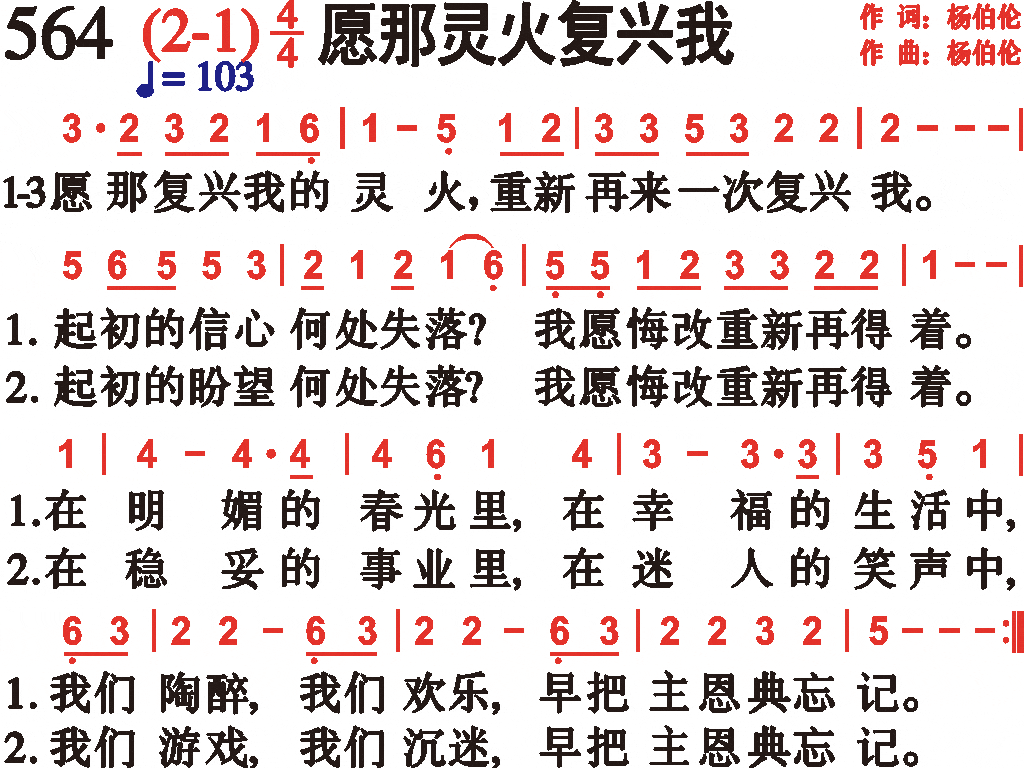 564 (2-1) 4/4 愿那灵火复兴我 作 词：杨伯伦
♩= 103 作 曲：杨伯伦
3 · 2 3 2 1 6 | 1 – 5 1 2 | 3 3 5 3 2 2 | 2 – – – |
1-3愿 那复兴我的 灵 火，重新 再来一次复兴 我。
5 6 5 5 3 | 2 1 2 1 6 | 5 5 1 2 3 3 2 2 | 1 – – |
1. 起初的信心 何处失落？ 我愿悔改重新再得 着。
2. 起初的盼望 何处失落？ 我愿悔改重新再得 着。
1 | 4 – 4 · 4 | 4 6 1 4 | 3 – 3 · 3 | 3 5 1 |
1.在 明 媚的 春光里, 在 幸 福的 生活中,
2.在 稳 妥的 事业里, 在 迷 人的 笑声中,
6 3 | 2 2 – 6 3 | 2 2 – 6 3 | 2 2 3 2 | 5 – – – :||
1. 我们 陶醉, 我们 欢乐, 早把 主恩典忘 记。
2. 我们 游戏, 我们 沉迷, 早把 主恩典忘 记。